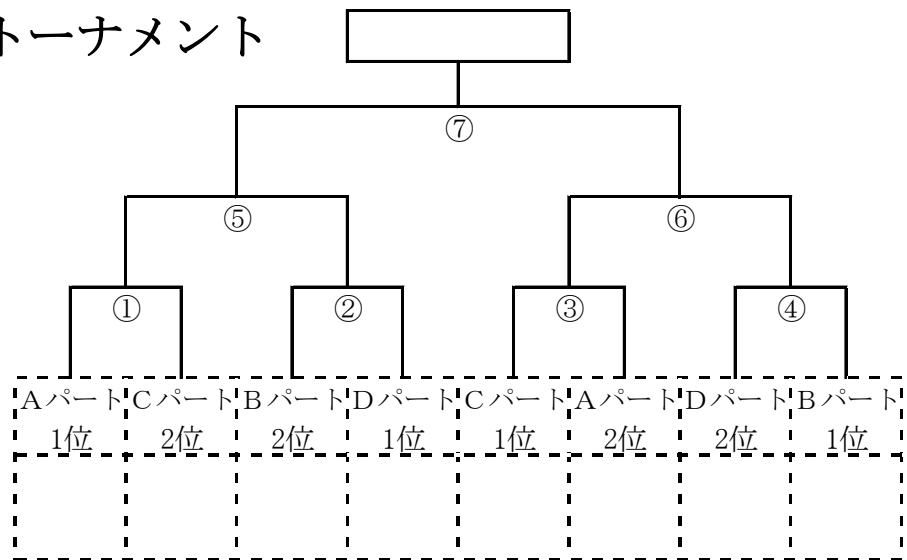 トーナメント
⑦
⑤ ⑥
① ② ③ ④
Aパート Cパート Bパート Dパート Cパート Aパート Dパート Bパート
1位 2位 2位 1位 1位 2位 2位 1位